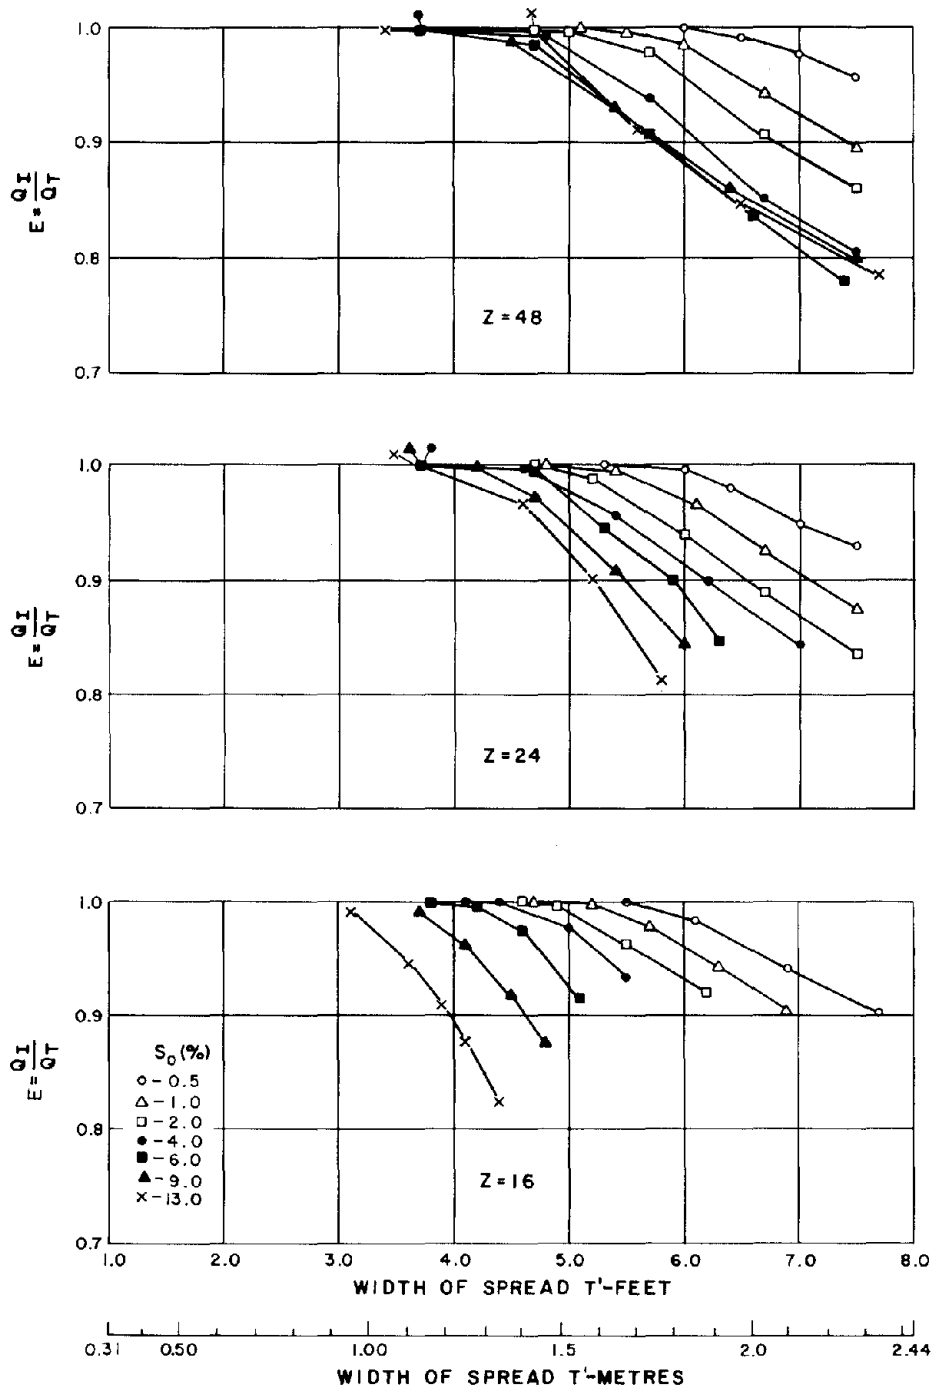 1.0
0.9
0.8
0.7
E = QI/QT
Z = 48
1.0
0.9
0.8
0.7
E = QI/QT
Z = 24
1.0
0.9
0.8
0.7
E = QI/QT
S0 (%)
○ - 0.5
△ - 1.0
□ - 2.0
● - 4.0
■ - 6.0
▲ - 9.0
× - 13.0
Z = 16
1.0 2.0 3.0 4.0 5.0 6.0 7.0 8.0
WIDTH OF SPREAD T'-FEET
0.31 0.50 1.00 1.5 2.0 2.44
WIDTH OF SPREAD T'-METRES